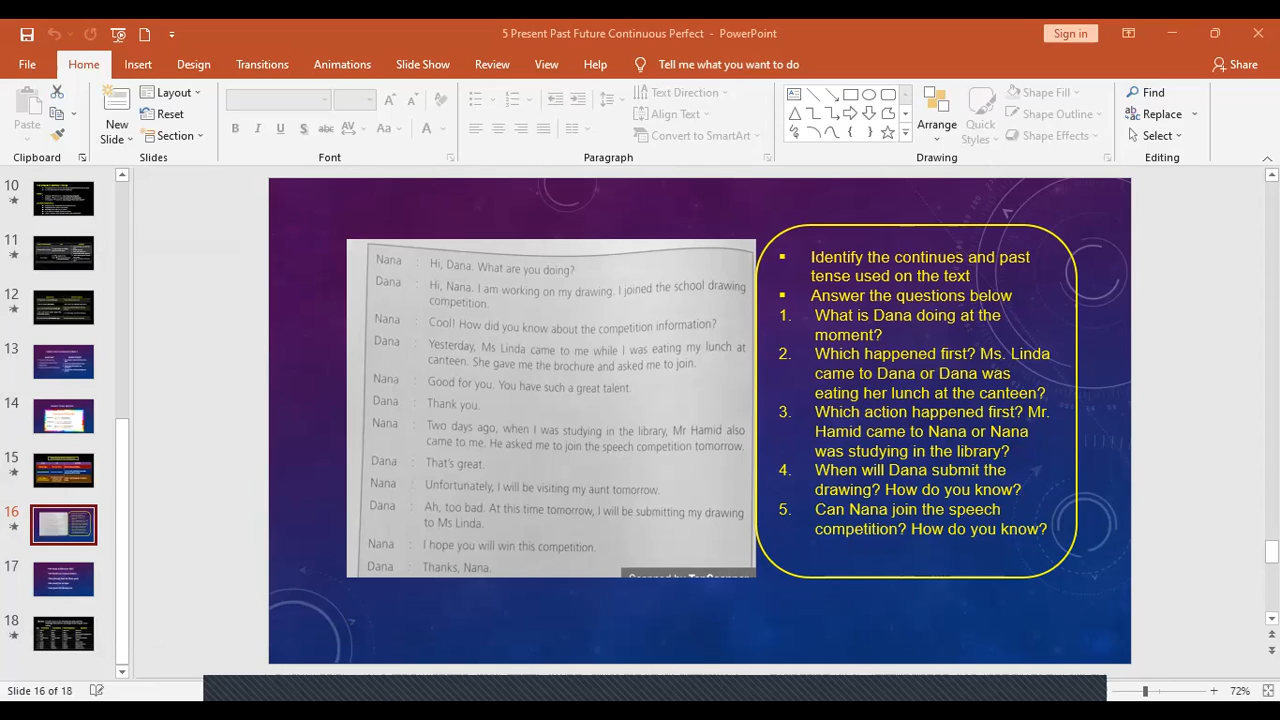 5 Present Past Future Continuous Perfect - PowerPoint
Sign in
File Home Insert Design Transitions Animations Slide Show Review View Help Tell me what you want to do Share
Paste
New Slide
Layout
Reset
Section
Text Direction
Align Text
Convert to SmartArt
Arrange
Quick Styles
Shape Fill
Shape Outline
Shape Effects
Find
Replace
Select
Clipboard Slides Font Paragraph Drawing Editing
10
11
12
13
14
15
16
17
18
Nana : Hi, Dana. What are you doing?
Dana : Hi, Nana. I am working on my drawing. I joined the school drawing
competition.
Nana : Cool! How did you know about the competition information?
Dana : Yesterday, Ms Linda came to me while I was eating my lunch at
canteen. She gave me the brochure and asked me to join.
Nana : Good for you. You have such a great talent.
Dana : Thank you.
Nana : Two days ago, when I was studying in the library, Mr Hamid also
came to me. He asked me to join the speech competition tomorrow.
Dana : That's great.
Nana : Unfortunately, I will be visiting my aunt tomorrow.
Dana : Ah, too bad. At this time tomorrow, I will be submitting my drawing
to Ms Linda.
Nana : I hope you will win this competition.
Dana : Thanks, Nana.
Identify the continues and past
tense used on the text
Answer the questions below
1. What is Dana doing at the
moment?
2. Which happened first? Ms. Linda
came to Dana or Dana was
eating her lunch at the canteen?
3. Which action happened first? Mr.
Hamid came to Nana or Nana
was studying in the library?
4. When will Dana submit the
drawing? How do you know?
5. Can Nana join the speech
competition? How do you know?
Slide 16 of 18
72%